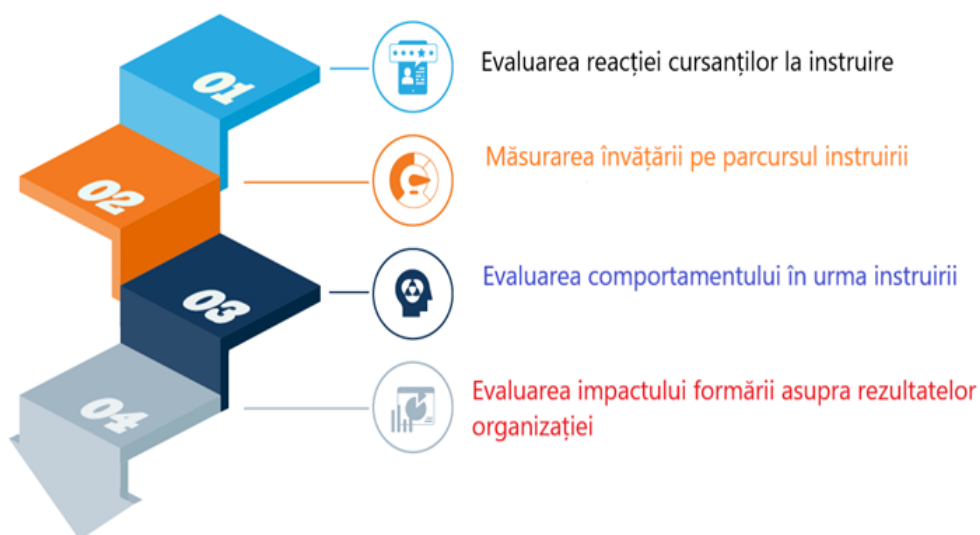 01
Evaluarea reacției cursanților la instruire
02
Măsurarea învățării pe parcursul instruirii
03
Evaluarea comportamentului în urma instruirii
04
Evaluarea impactului formării asupra rezultatelor
organizației